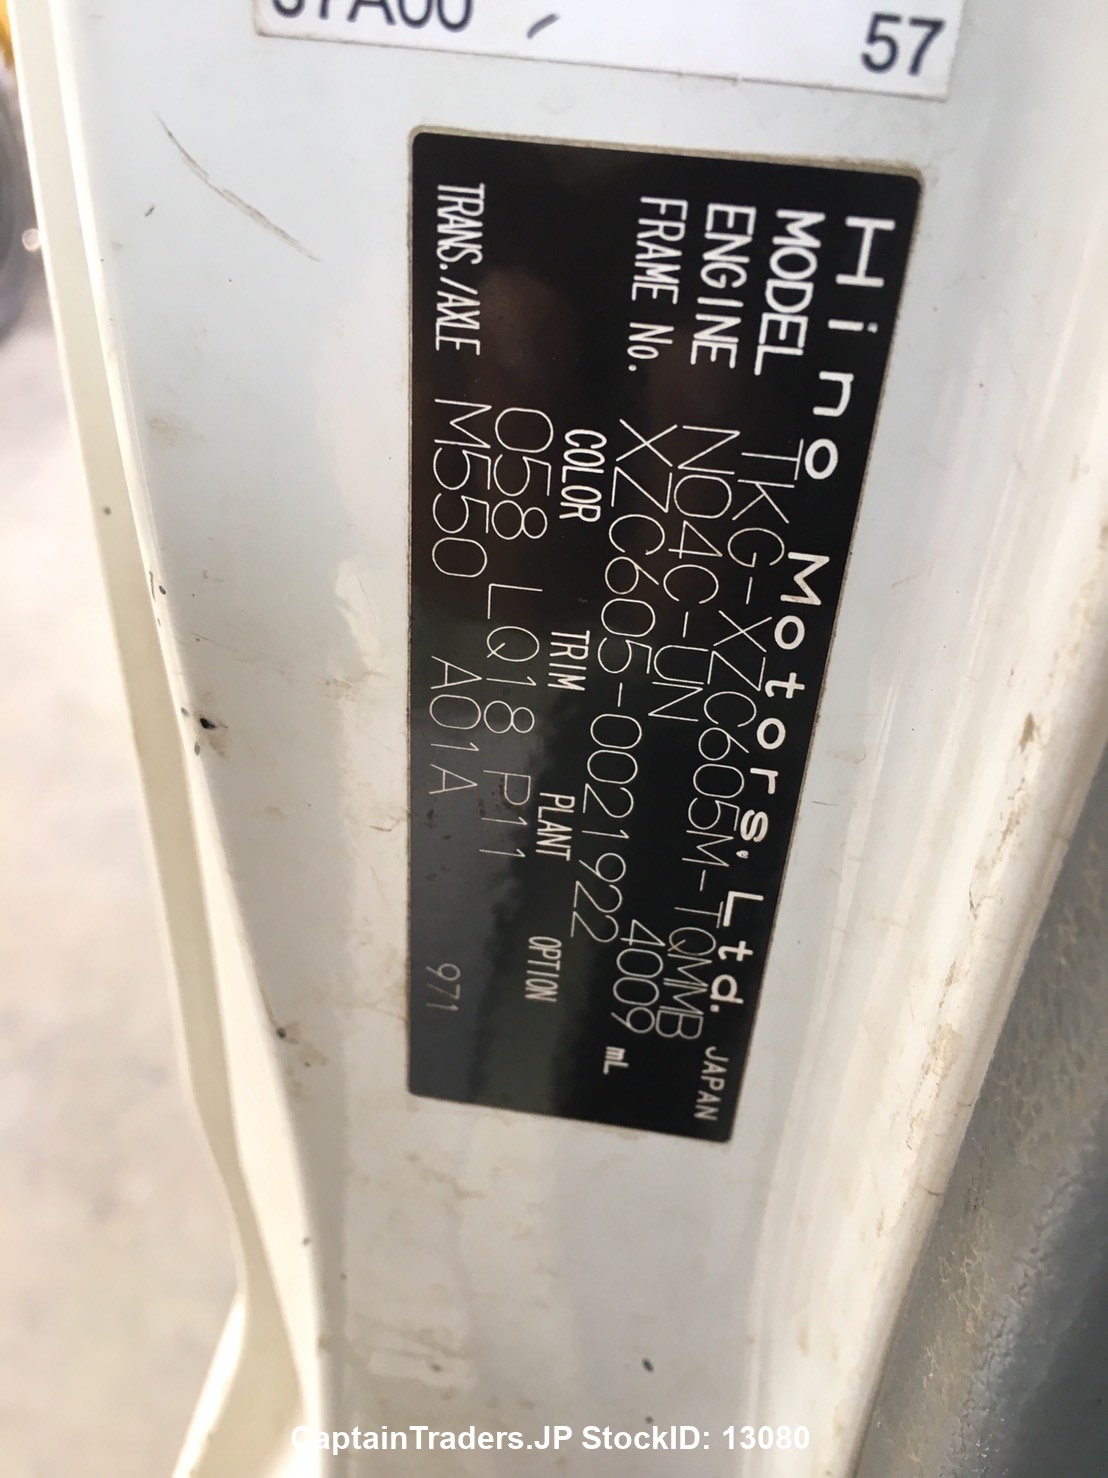 57
Hino Motors, Ltd. JAPAN
MODEL TKG-XZC605M-TQMMB
ENGINE N04C-UN 4009 mL
FRAME No. XZC605-0021922
COLOR TRIM PLANT OPTION
058 LQ18 P11
TRANS./AXLE M550 A01A 971
CaptainTraders.JP StockID: 13080